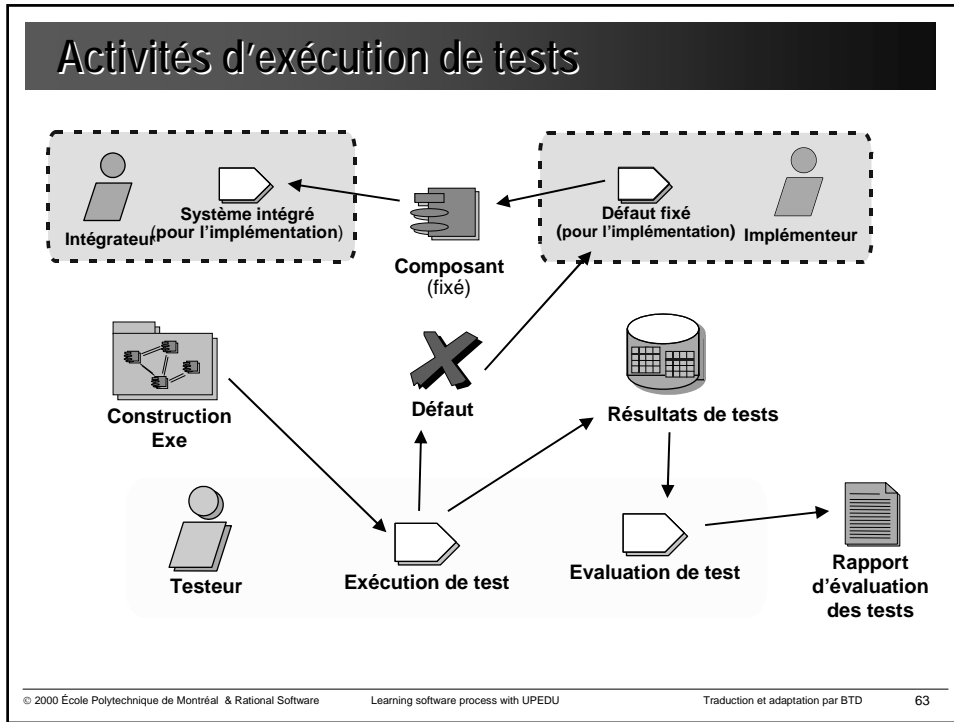 Activités d'exécution de tests
Intégrateur
Système intégré
(pour l'implémentation)
Composant
(fixé)
Défaut fixé
(pour l'implémentation)
Implémenteur
Construction
Exe
Défaut
Résultats de tests
Testeur
Exécution de test
Evaluation de test
Rapport
d'évaluation
des tests
© 2000 École Polytechnique de Montréal & Rational Software
Learning software process with UPEDU
Traduction et adaptation par BTD
63